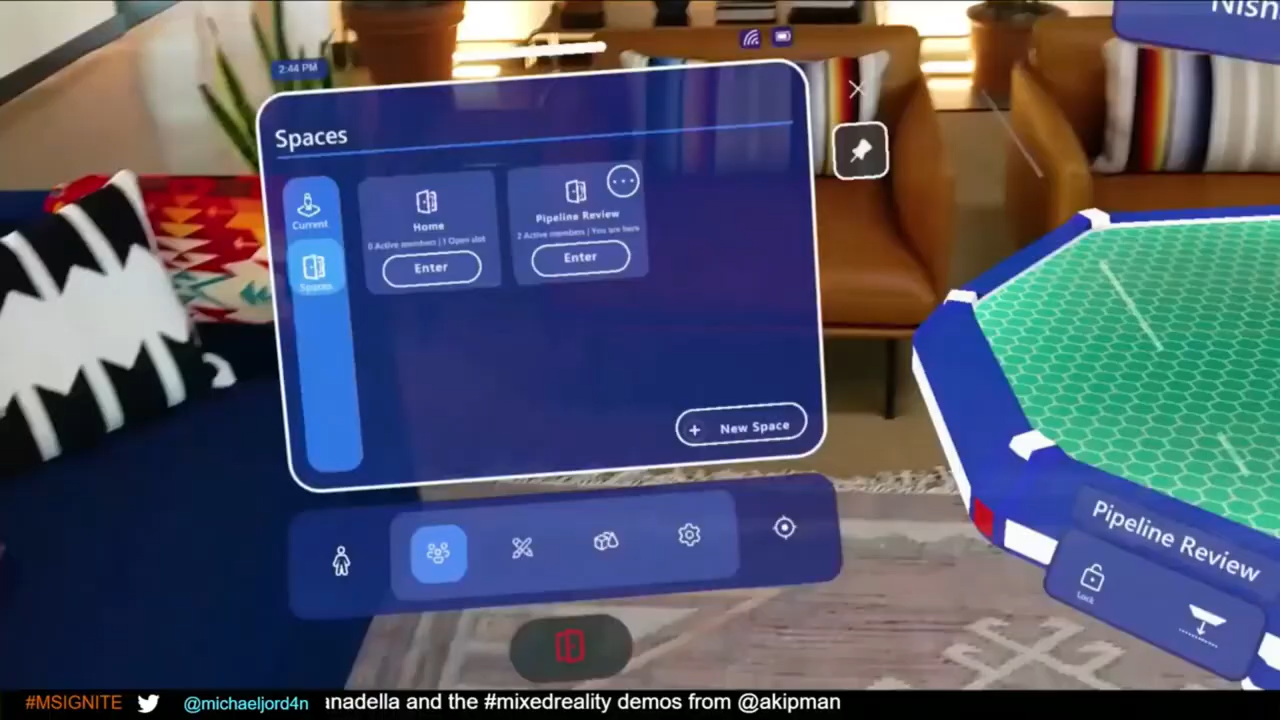 Nish
2:44 PM
Spaces
Current
Spaces
Home
0 Active members | 1 Open slot
Enter
Pipeline Review
2 Active members | You are here
Enter
+ New Space
Pipeline Review
Lock
#MSIGNITE @michaeljord4n nadella and the #mixedreality demos from @akipman